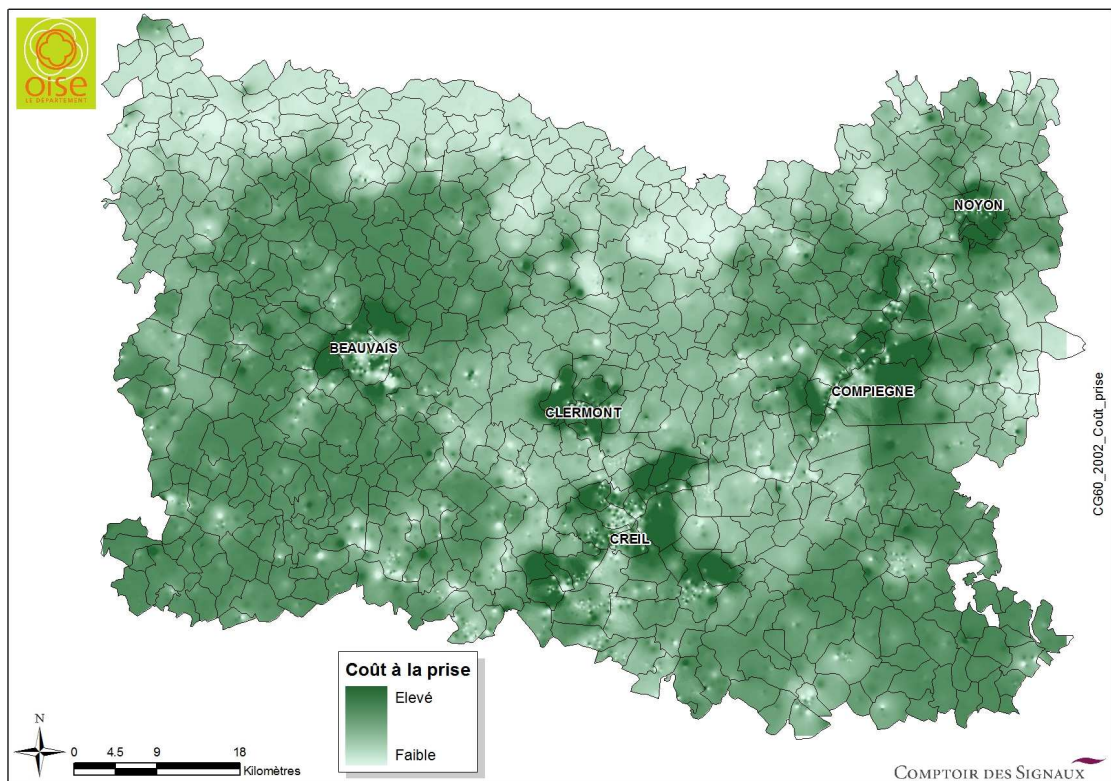 oise
LE DÉPARTEMENT
NOYON
BEAUVAIS
COMPIEGNE
CLERMONT
CREIL
CG60_2002_Coût_prise
Coût à la prise
Elevé
Faible
N
0 4.5 9 18
Kilomètres
COMPTOIR DES SIGNAUX